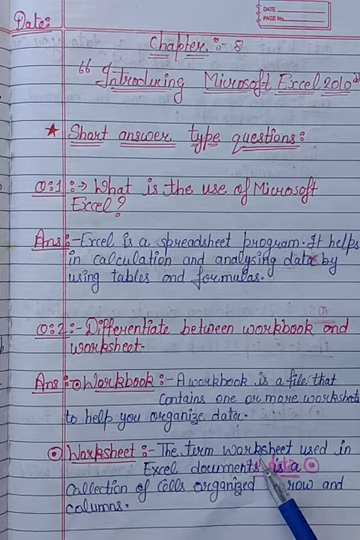 DATE
PAGE No.
Date:
Chapter :- 8
"Introducing Microsoft Excel 2010"
★ Short answer type questions:
Q:1 :→ What is the use of Microsoft
Excel?
Ans:- Excel is a spreadsheet program. It helps
in calculation and analysing data by
using tables and formulas.
Q:2:- Differentiate between workbook and
worksheet.
Ans:- Workbook :- A workbook is a file that
contains one or more worksheets
to help you organize data.
Worksheet :- The term worksheet used in
Excel documents is a
collection of cells organized row and
columns.